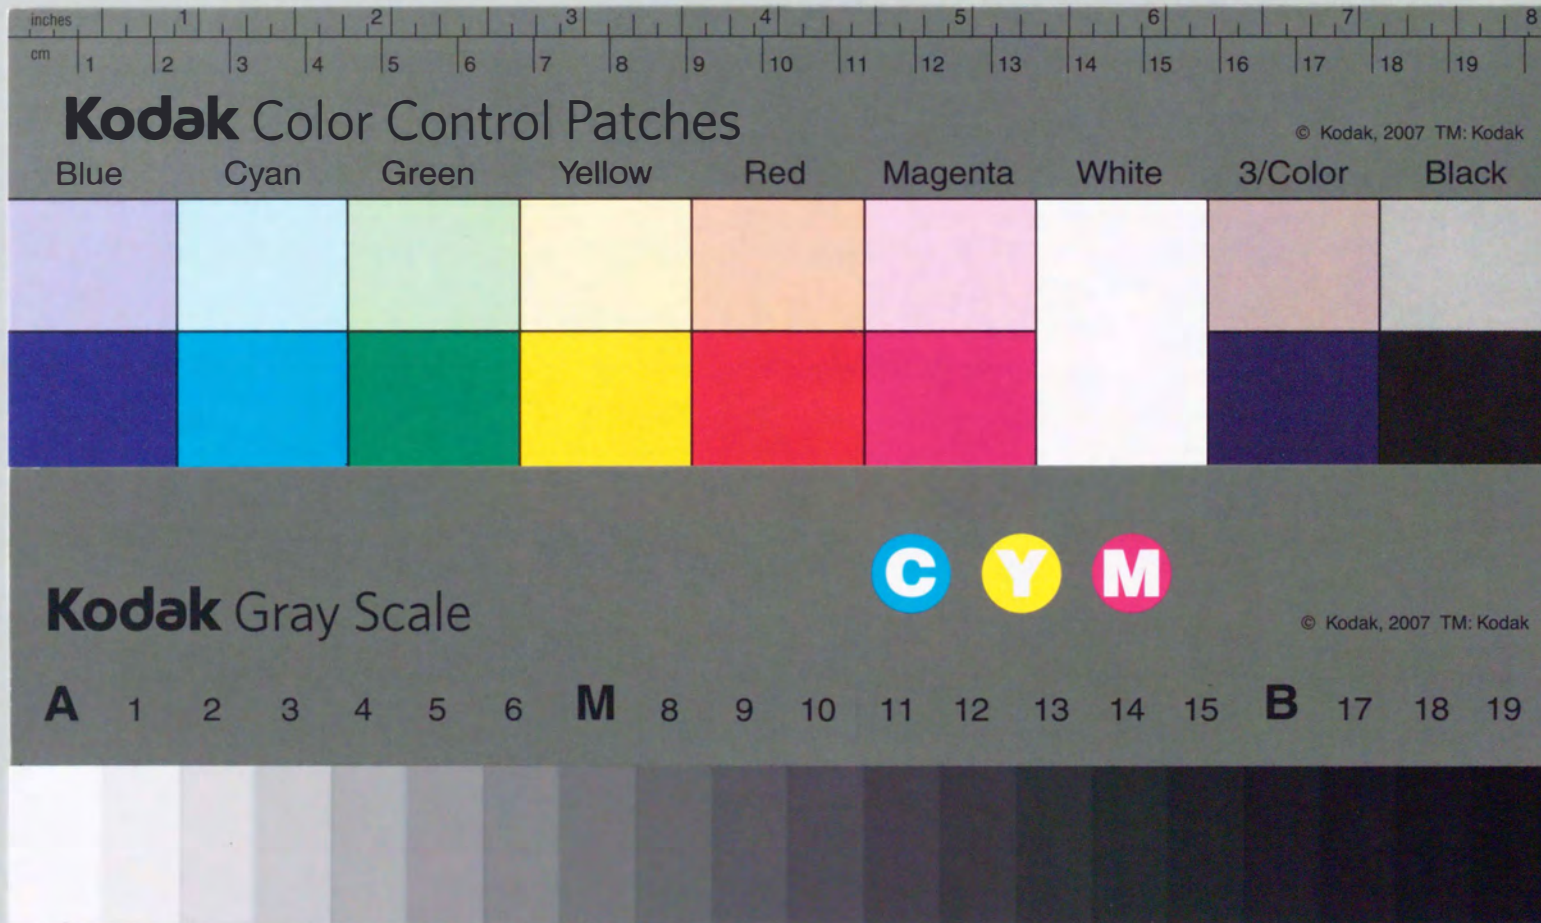 inches 1 2 3 4 5 6 7 8
cm 1 2 3 4 5 6 7 8 9 10 11 12 13 14 15 16 17 18 19
Kodak Color Control Patches
© Kodak, 2007 TM: Kodak
Blue Cyan Green Yellow Red Magenta White 3/Color Black
C Y M
Kodak Gray Scale
© Kodak, 2007 TM: Kodak
A 1 2 3 4 5 6 M 8 9 10 11 12 13 14 15 B 17 18 19